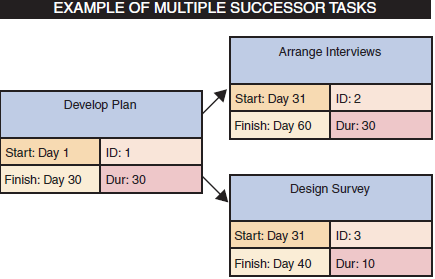 EXAMPLE OF MULTIPLE SUCCESSOR TASKS
Develop Plan
Start: Day 1 ID: 1
Finish: Day 30 Dur: 30
Arrange Interviews
Start: Day 31 ID: 2
Finish: Day 60 Dur: 30
Design Survey
Start: Day 31 ID: 3
Finish: Day 40 Dur: 10